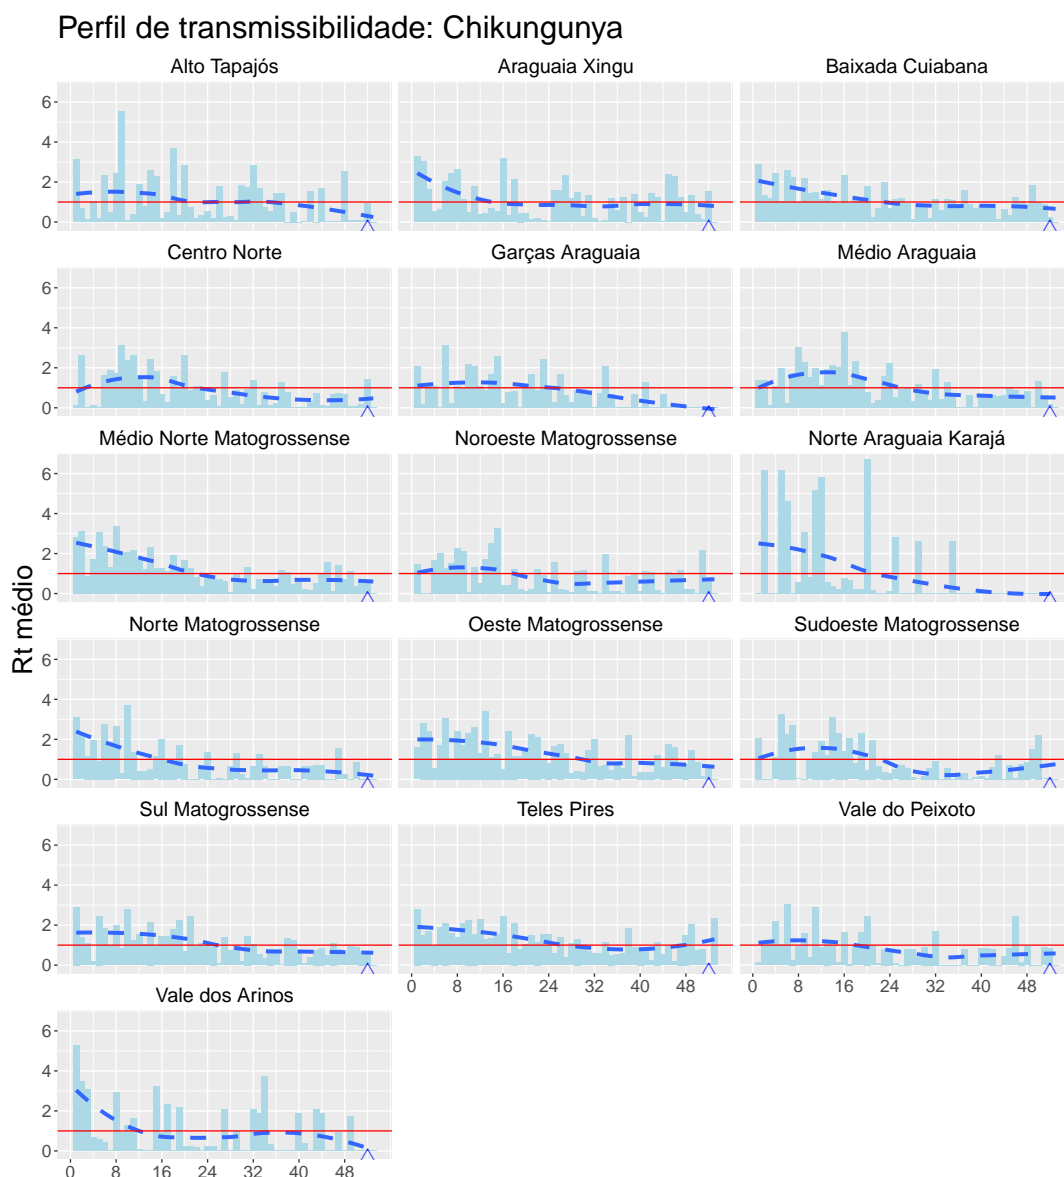 Perfil de transmissibilidade: Chikungunya
Alto Tapajós Araguaia Xingu Baixada Cuiabana
6
4
2
0
Centro Norte Garças Araguaia Médio Araguaia
6
4
2
0
Médio Norte Matogrossense Noroeste Matogrossense Norte Araguaia Karajá
6
4
2
0
Rt médio
Norte Matogrossense Oeste Matogrossense Sudoeste Matogrossense
6
4
2
0
Sul Matogrossense Teles Pires Vale do Peixoto
6
4
2
0
0 8 16 24 32 40 48 0 8 16 24 32 40 48
Vale dos Arinos
6
4
2
0
0 8 16 24 32 40 48